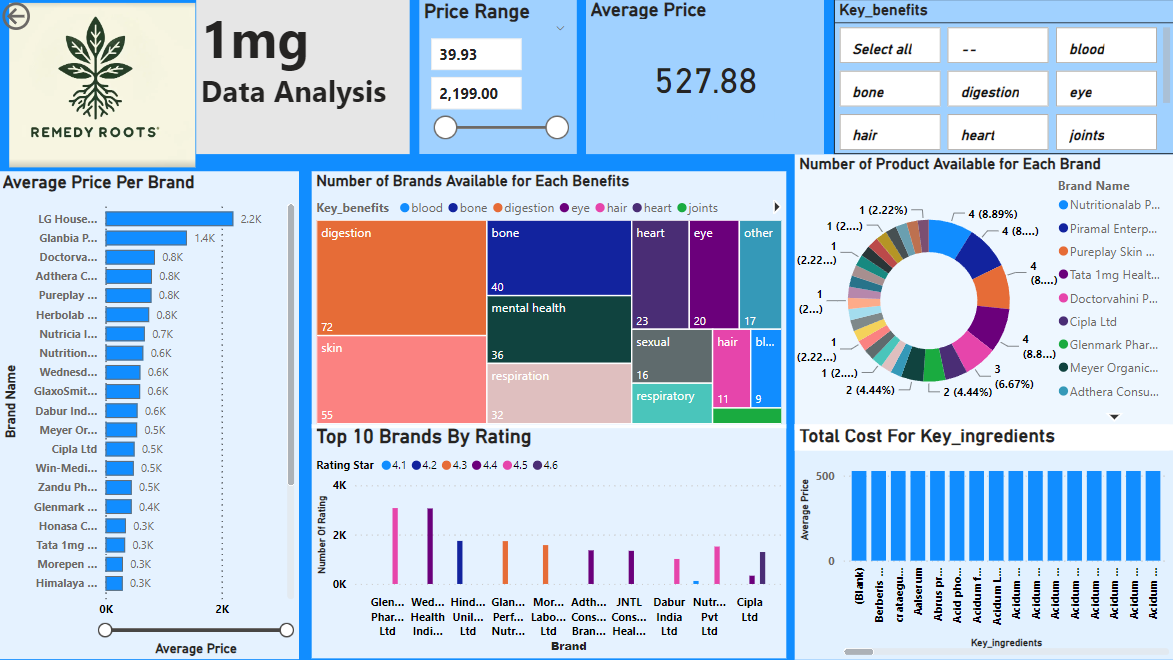 REMEDY ROOTS
1mg
Data Analysis
Price Range
39.93
2,199.00
Average Price
527.88
Key_benefits
Select all
--
blood
bone
digestion
eye
hair
heart
joints
Average Price Per Brand
Brand Name
LG House... 2.2K
Glanbia P... 1.4K
Doctorva... 0.8K
Adthera C... 0.8K
Pureplay ... 0.8K
Herbolab ... 0.8K
Nutricia I... 0.7K
Nutrition... 0.6K
Wednesd... 0.6K
GlaxoSmit... 0.6K
Dabur Ind... 0.6K
Meyer Or... 0.5K
Cipla Ltd 0.5K
Win-Medi... 0.5K
Zandu Ph... 0.5K
Glenmark ... 0.4K
Honasa C... 0.3K
Tata 1mg ... 0.3K
Morepen ... 0.3K
Himalaya ... 0.3K
0K 2K
Average Price
Number of Brands Available for Each Benefits
Key_benefits blood bone digestion eye hair heart joints
digestion
72
skin
55
bone
40
mental health
36
respiration
32
heart
23
eye
20
other
17
sexual
16
respiratory
hair
11
bl...
9
Top 10 Brands By Rating
Rating Star 4.1 4.2 4.3 4.4 4.5 4.6
Number Of Rating
4K
2K
0K
Glen... Phar... Ltd
Wed... Health Indi...
Hind... Unil... Ltd
Glan... Perf... Nutr...
Mor... Labo... Ltd
Adth... Cons... Bran...
JNTL Cons... Heal...
Dabur India Ltd
Nutr... Pvt Ltd
Cipla Ltd
Brand
Number of Product Available for Each Brand
4 (8.89%)
4 (8....)
4
(8....)
4
(8.8...)
3
(6.67%)
2 (4.44%)
2 (4.44%)
1 (2....)
1
(2.22...)
1
(2...)
1
(2.22...)
1 (2....)
1 (2.22%)
Brand Name
Nutritionalab P...
Piramal Enterp...
Pureplay Skin ...
Tata 1mg Healt...
Doctorvahini P...
Cipla Ltd
Glenmark Phar...
Meyer Organic...
Adthera Consu...
Total Cost For Key_ingredients
Average Price
500
0
(Blank)
Berberis ...
crataegu...
Aalserum
Abrus pr...
Acid pho...
Acidum f...
Acidum L...
Acidum ...
Acidum ...
Acidum ...
Acidum ...
Acidum ...
Acidum ...
Acidum ...
Acidum ...
Key_ingredients